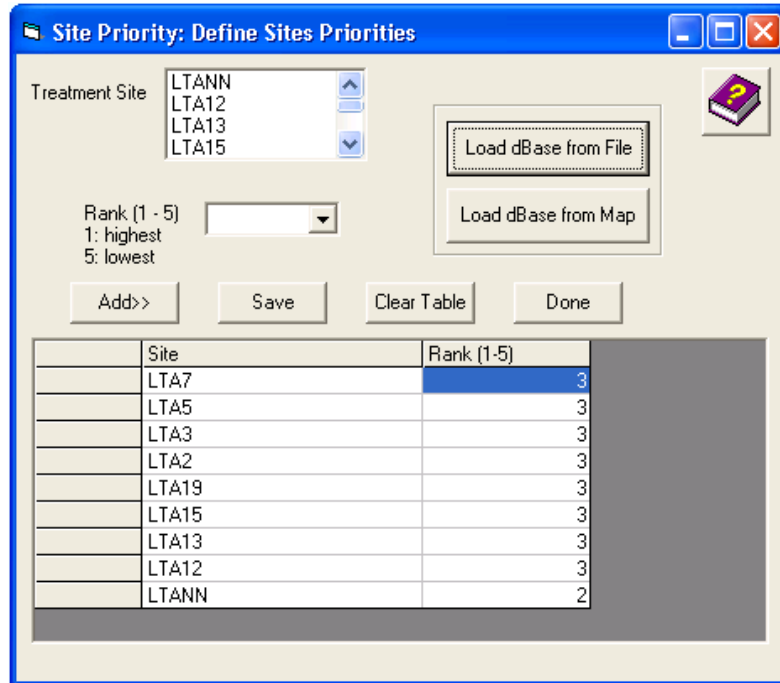 Site Priority: Define Sites Priorities
Treatment Site
LTANN
LTA12
LTA13
LTA15
?
Load dBase from File
Load dBase from Map
Rank (1 - 5)
1: highest
5: lowest
Add>>
Save
Clear Table
Done
Site Rank (1-5)
LTA7 3
LTA5 3
LTA3 3
LTA2 3
LTA19 3
LTA15 3
LTA13 3
LTA12 3
LTANN 2